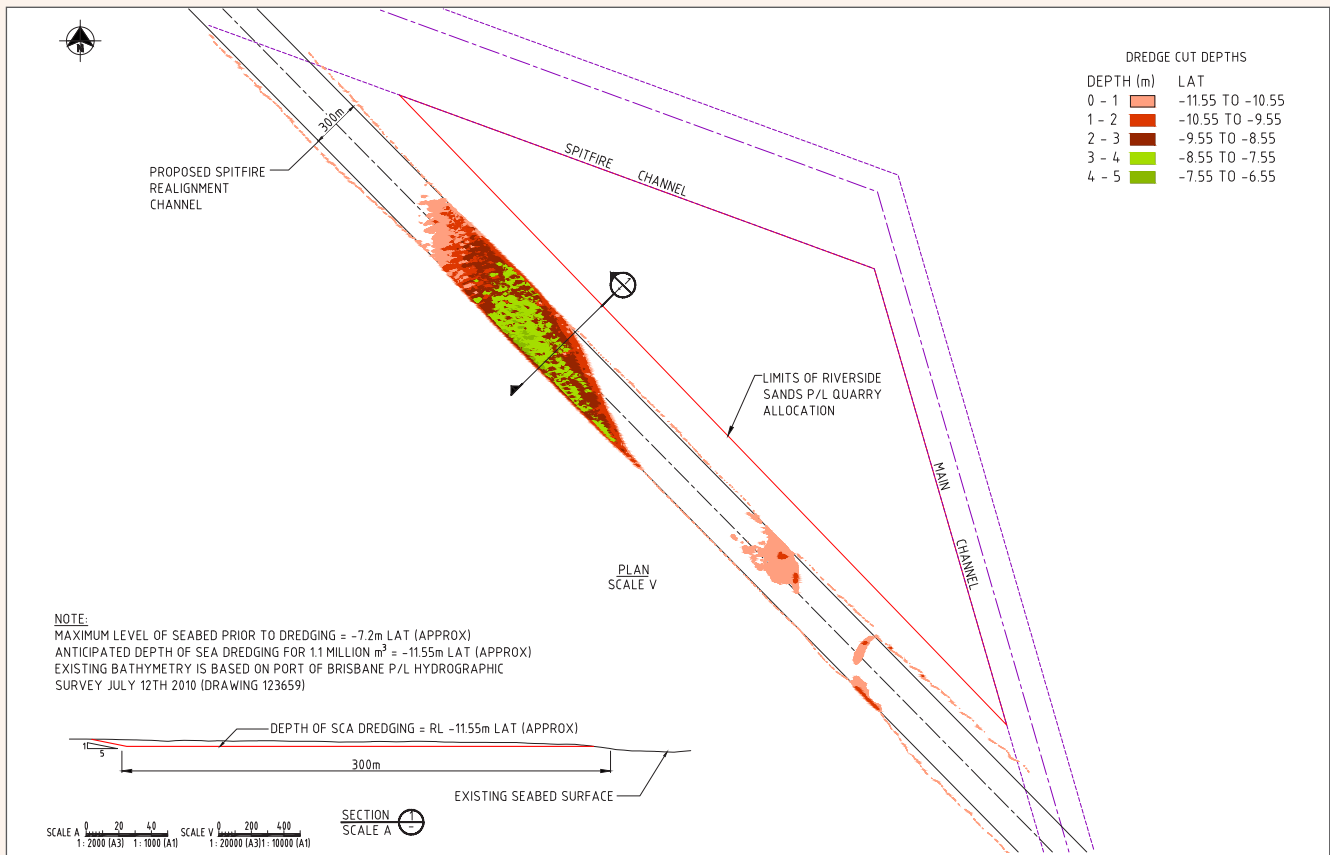 N
DREDGE CUT DEPTHS
DEPTH (m) LAT
0 - 1 -11.55 TO -10.55
1 - 2 -10.55 TO -9.55
2 - 3 -9.55 TO -8.55
3 - 4 -8.55 TO -7.55
4 - 5 -7.55 TO -6.55
300m
PROPOSED SPITFIRE
REALIGNMENT
CHANNEL
SPITFIRE
CHANNEL
LIMITS OF RIVERSIDE
SANDS P/L QUARRY
ALLOCATION
MAIN
CHANNEL
PLAN
SCALE V
NOTE:
MAXIMUM LEVEL OF SEABED PRIOR TO DREDGING = -7.2m LAT (APPROX)
ANTICIPATED DEPTH OF SEA DREDGING FOR 1.1 MILLION m³ = -11.55m LAT (APPROX)
EXISTING BATHYMETRY IS BASED ON PORT OF BRISBANE P/L HYDROGRAPHIC
SURVEY JULY 12TH 2010 (DRAWING 123659)
DEPTH OF SCA DREDGING = RL -11.55m LAT (APPROX)
1
5
300m
EXISTING SEABED SURFACE
SECTION 1
SCALE A -
SCALE A 0 20 40 SCALE V 0 200 400
1 : 2000 (A3) 1 : 1000 (A1) 1 : 20000 (A3) 1 : 10000 (A1)